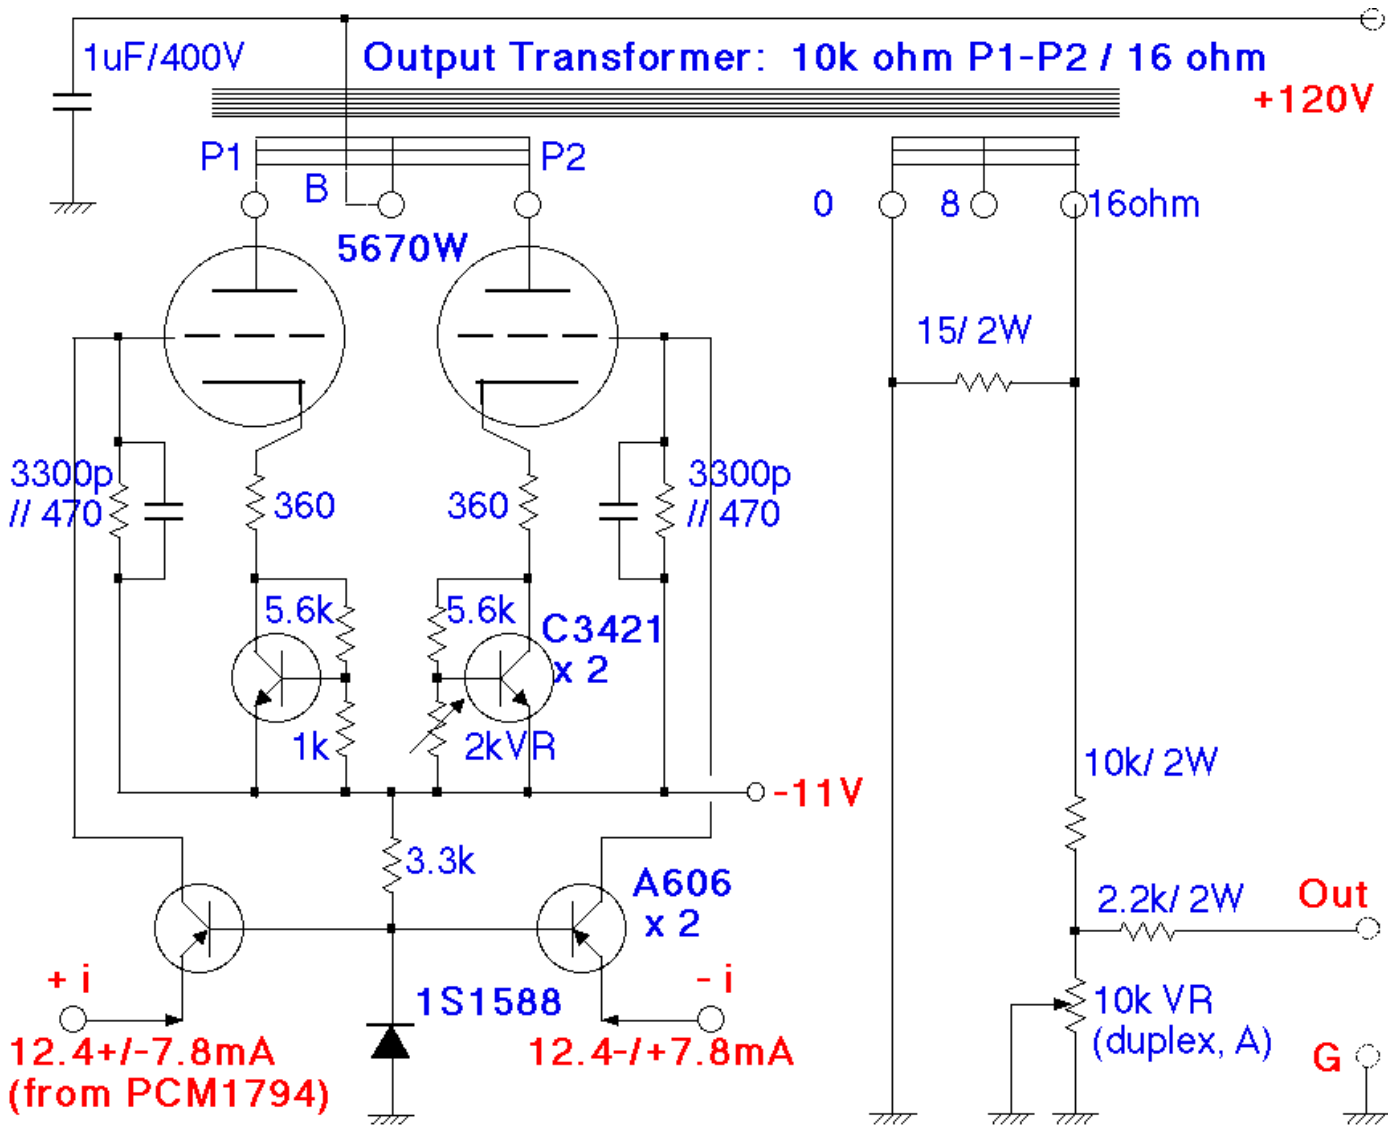 1uF/400V
Output Transformer: 10k ohm P1-P2 / 16 ohm
+120V
P1
P2
B
0
8
16ohm
5670W
15/ 2W
3300p
// 470
360
360
3300p
// 470
5.6k
5.6k
C3421
x 2
1k
2kVR
10k/ 2W
-11V
3.3k
A606
x 2
2.2k/ 2W
Out
+ i
- i
1S1588
10k VR
(duplex, A)
12.4+/-7.8mA
(from PCM1794)
12.4-/+7.8mA
G